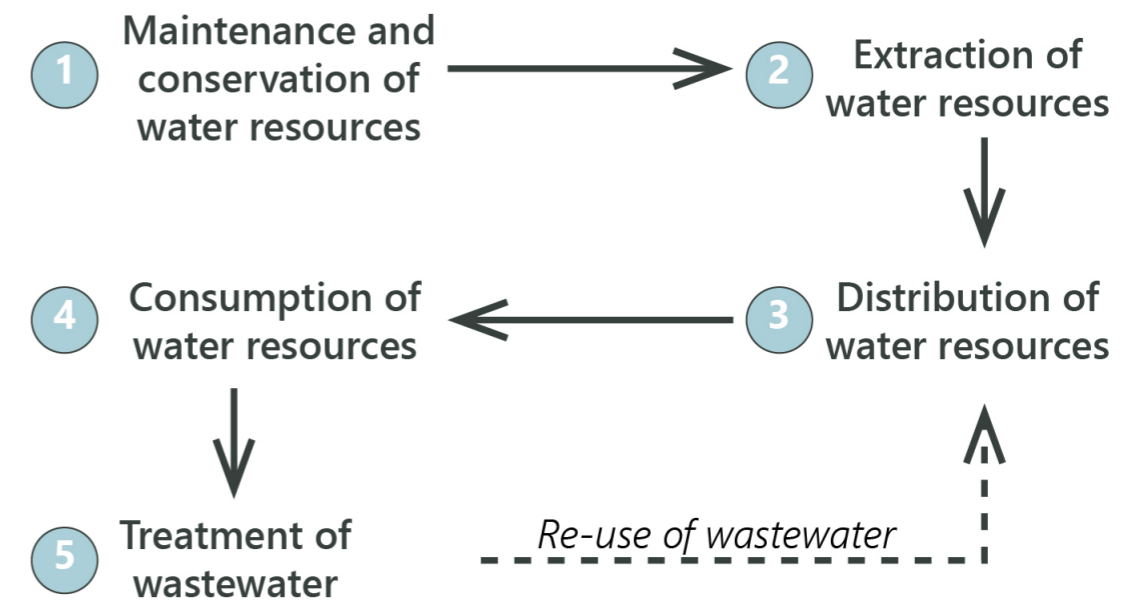 1
Maintenance and
conservation of
water resources
2
Extraction of
water resources
3
Distribution of
water resources
4
Consumption of
water resources
5
Treatment of
wastewater
Re-use of wastewater